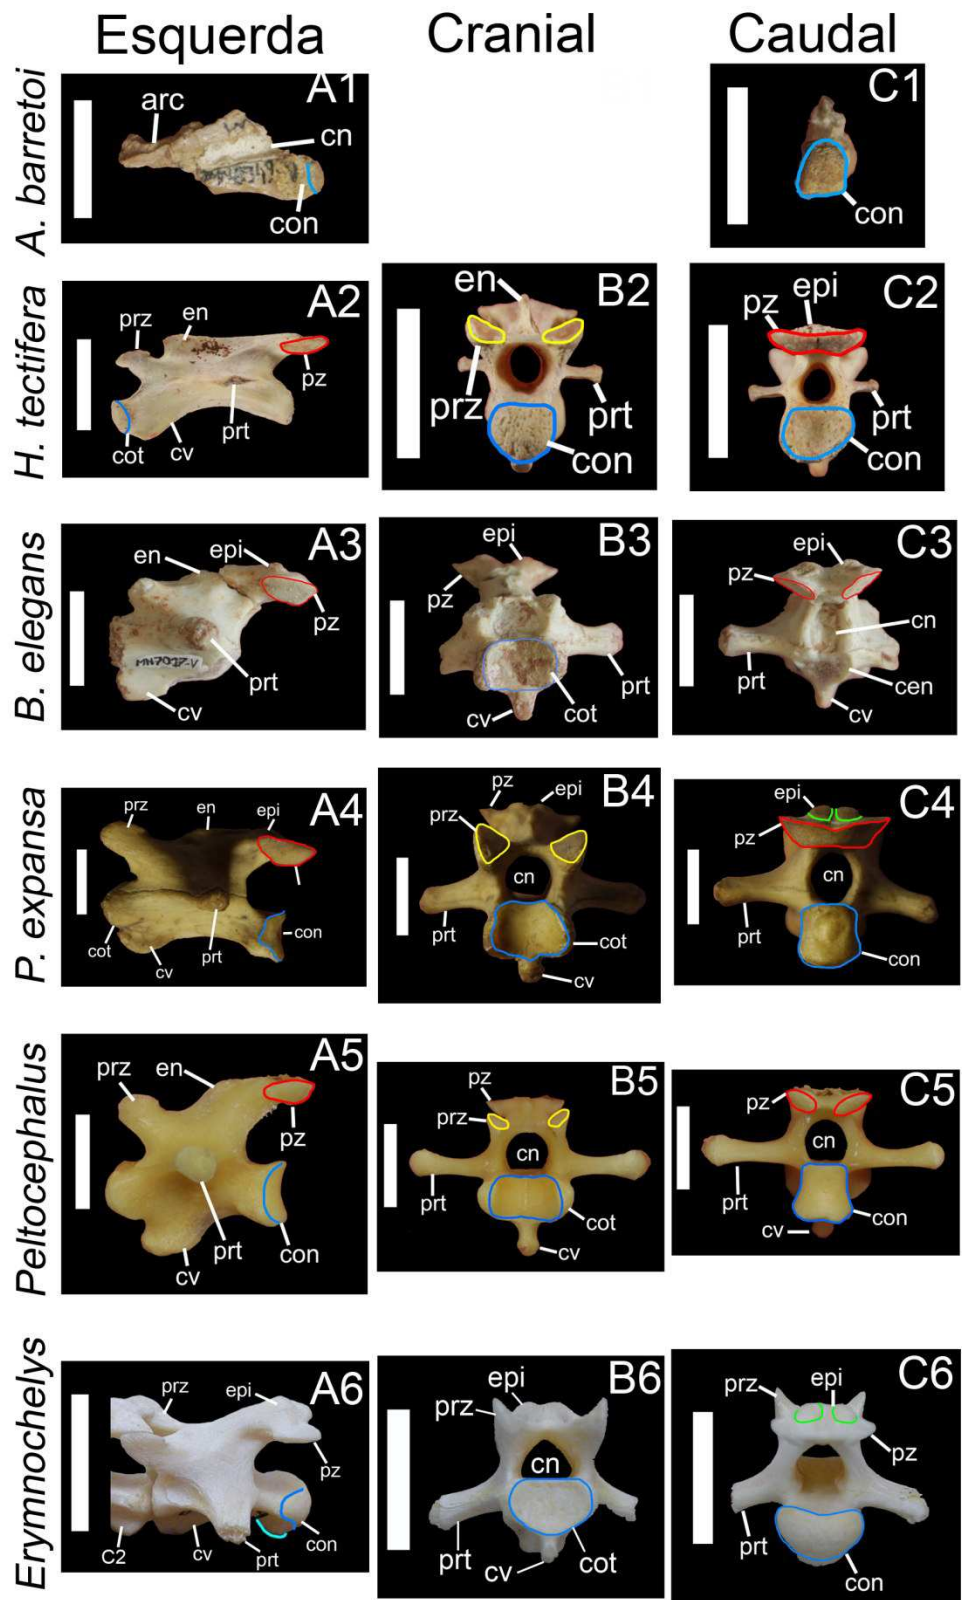 Esquerda Cranial Caudal
A. barretoi
A1
arc
cn
con
C1
con
H. tectifera
A2
prz
en
pz
cot
cv
prt
B2
en
prz
prt
con
C2
epi
pz
prt
con
B. elegans
A3
en
epi
pz
MN7017-V
prt
cv
B3
epi
pz
prt
cv
cot
C3
epi
pz
cn
prt
cen
cv
P. expansa
A4
prz
en
epi
con
cot
cv
prt
B4
pz
epi
prz
cn
prt
cot
cv
C4
epi
pz
cn
prt
con
Peltocephalus
A5
prz
en
pz
prt
con
cv
B5
pz
prz
cn
prt
cot
cv
C5
pz
cn
prt
con
cv
Erymnochelys
A6
prz
epi
pz
con
C2
cv
prt
B6
epi
prz
cn
prt
cot
cv
C6
prz
epi
pz
prt
con